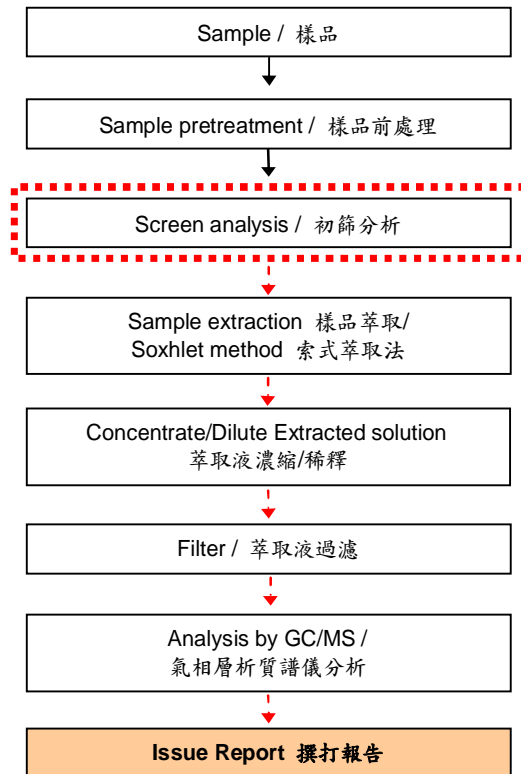 Sample / 樣品
Sample pretreatment / 樣品前處理
Screen analysis / 初篩分析
Sample extraction 樣品萃取/
Soxhlet method 索式萃取法
Concentrate/Dilute Extracted solution
萃取液濃縮/稀釋
Filter / 萃取液過濾
Analysis by GC/MS /
氣相層析質譜儀分析
Issue Report 撰打報告